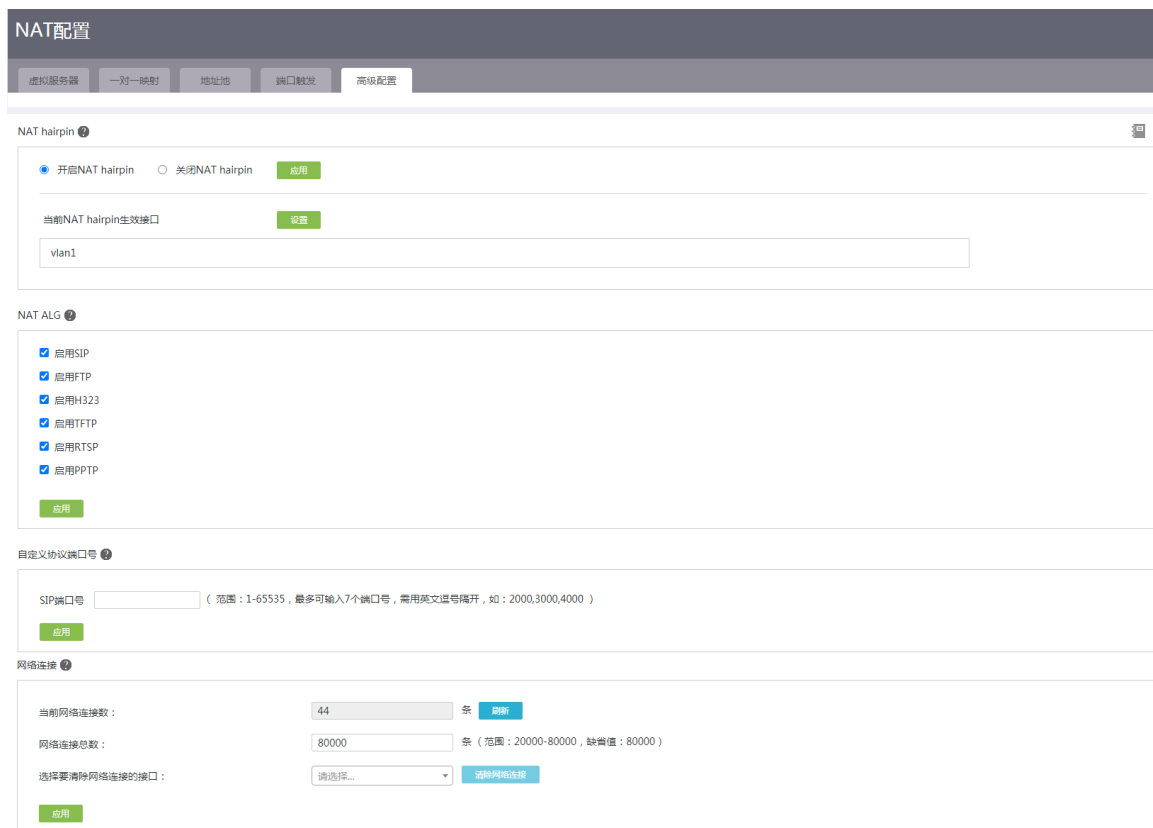 NAT配置
虚拟服务器 一对一映射 地址池 端口触发 高级配置
NAT hairpin ?
开启NAT hairpin 关闭NAT hairpin 应用
当前NAT hairpin生效接口 设置
vlan1
NAT ALG ?
启用SIP
启用FTP
启用H323
启用TFTP
启用RTSP
启用PPTP
应用
自定义协议端口号 ?
SIP端口号 ( 范围：1-65535，最多可输入7个端口号，需用英文逗号隔开，如：2000,3000,4000 )
应用
网络连接 ?
当前网络连接数： 44 条 刷新
网络连接总数： 80000 条 ( 范围：20000-80000，缺省值：80000 )
选择要清除网络连接的接口： 请选择... 清除网络连接
应用